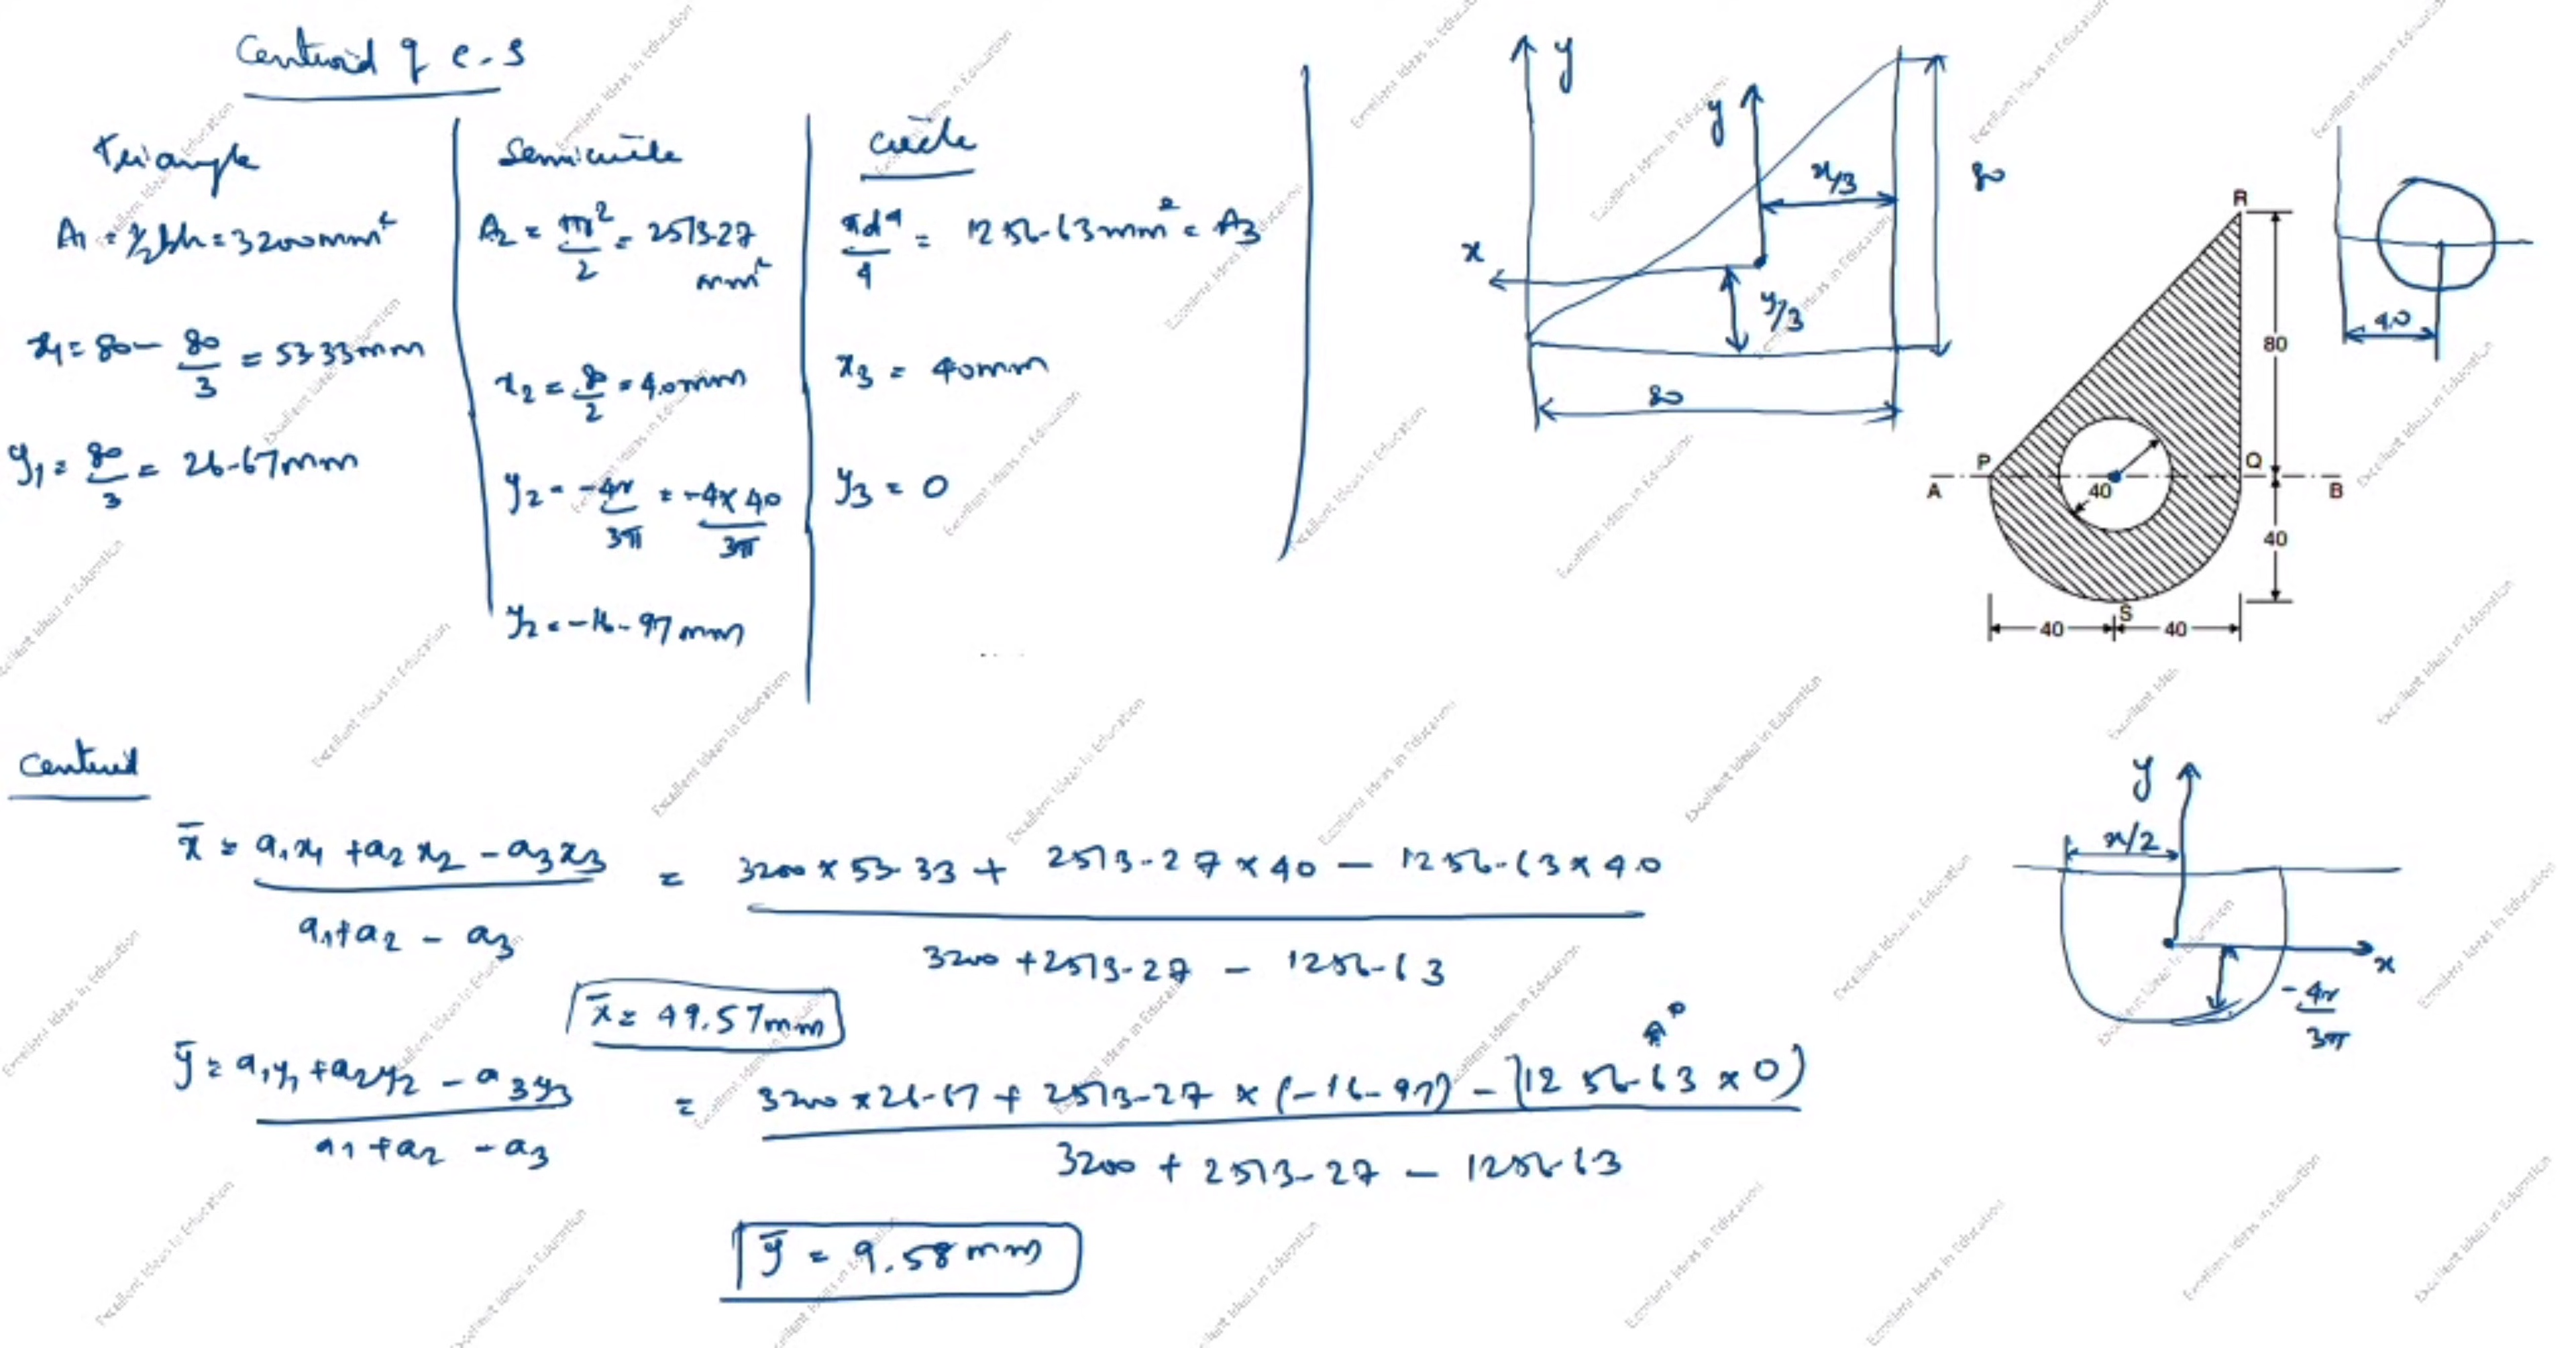 Centroid of C.S
Triangle
A₁ = ½bh = 3200mm²
x₁ = 80 - 80/3 = 53.33mm
y₁ = 80/3 = 26.67mm
Semicircle
A₂ = πr²/2 = 2513.27
mm²
x₂ = 80/2 = 40mm
y₂ = -4r/3π = -4x40/3π
y₂ = -16.97mm
Circle
πd²/4 = 1256.63mm² = A₃
x₃ = 40mm
y₃ = 0
y
y
x/3
80
x
y/3
80
R
80
P
Q
A
40
B
40
S
40
40
40
Centroid
x̄ = a₁x₁ + a₂x₂ - a₃x₃ / a₁+a₂ - a₃ = 3200 x 53.33 + 2513.27 x 40 - 1256.63 x 40 / 3200 + 2513.27 - 1256.63
x̄ = 49.57mm
ȳ = a₁y₁ + a₂y₂ - a₃y₃ / a₁ + a₂ - a₃ = 3200 x 26.67 + 2513.27 x (-16.97) - (1256.63 x 0) / 3200 + 2513.27 - 1256.63
ȳ = 9.58mm
y
x/2
x
-4r/3π
Excellent Ideas in Education